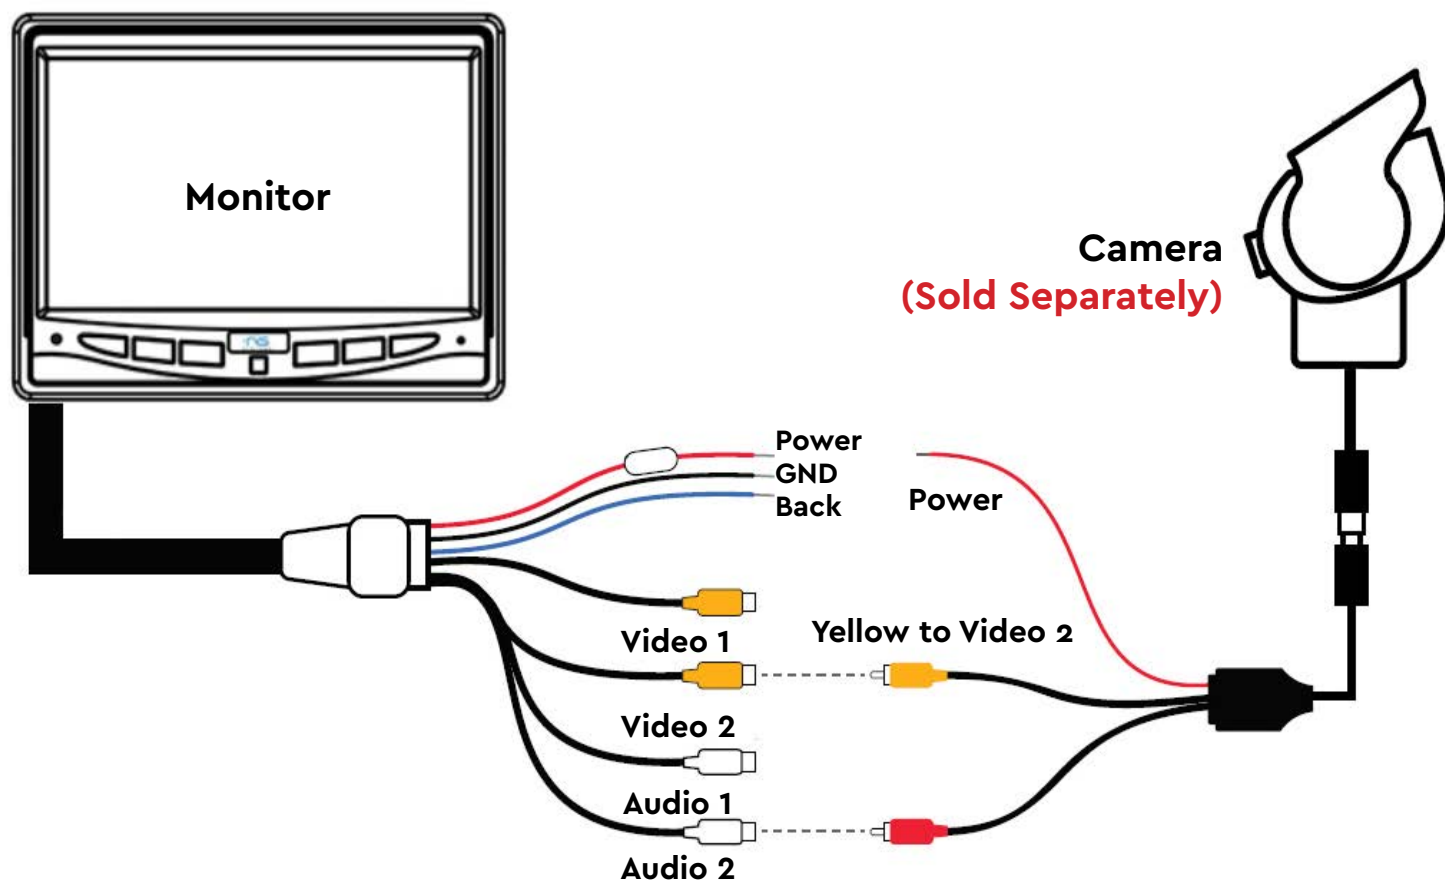 Monitor
Camera
(Sold Separately)
Power
GND
Back
Power
Video 1
Yellow to Video 2
Video 2
Audio 1
Audio 2